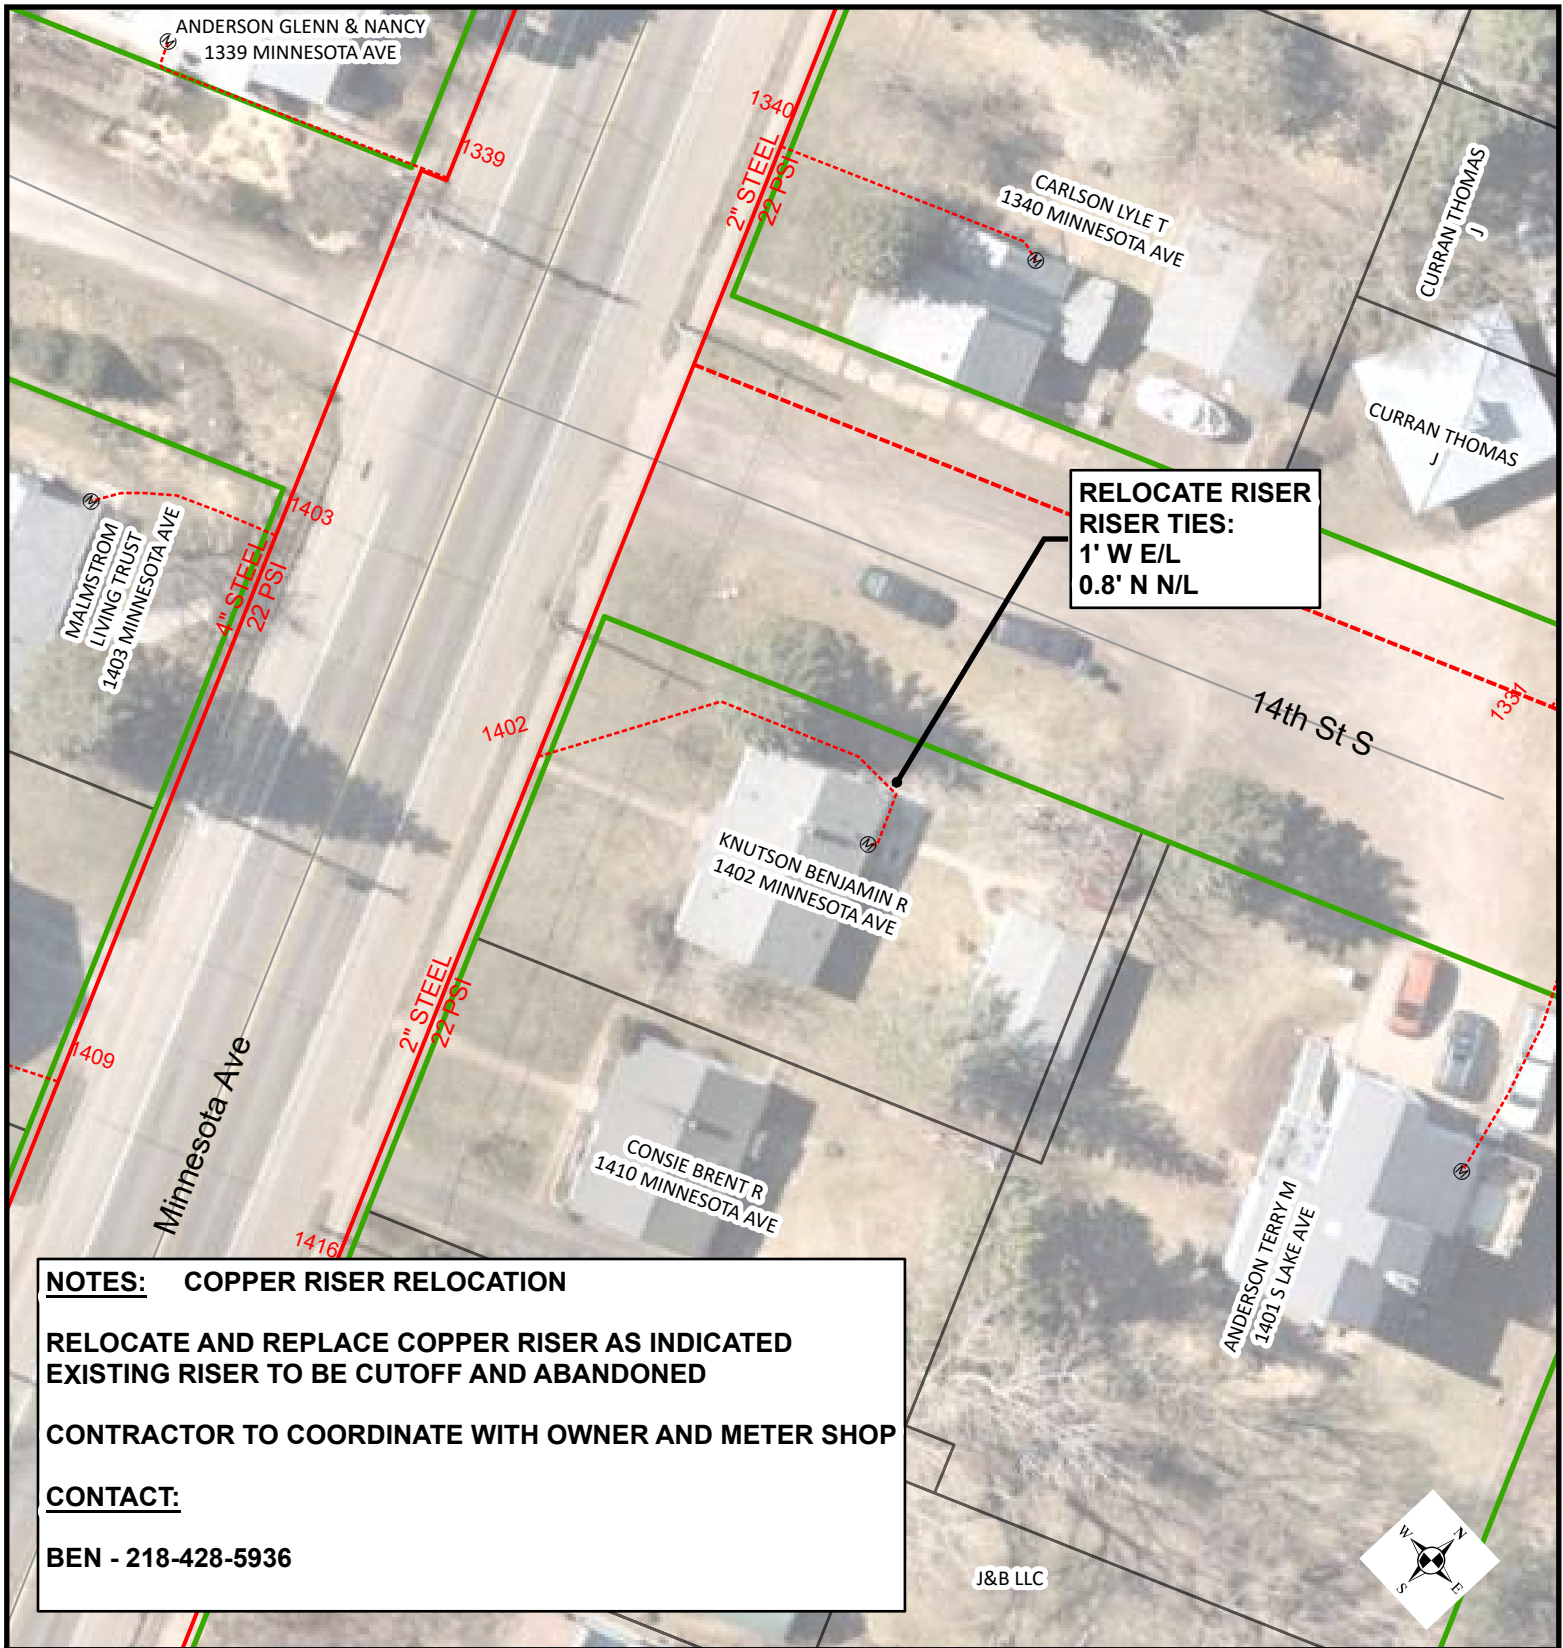 ANDERSON GLENN & NANCY
1339 MINNESOTA AVE
1339
1340
2" STEEL
22 PSI
CARLSON LYLE T
1340 MINNESOTA AVE
CURRAN THOMAS
J
CURRAN THOMAS
J
1403
4" STEEL
22 PSI
MALMSTROM
LIVING TRUST
1403 MINNESOTA AVE
RELOCATE RISER
RISER TIES:
1' W E/L
0.8' N N/L
14th St S
1331
1402
KNUTSON BENJAMIN R
1402 MINNESOTA AVE
2" STEEL
22 PSI
1409
Minnesota Ave
CONSIE BRENT R
1410 MINNESOTA AVE
1416
ANDERSON TERRY M
1401 S LAKE AVE
NOTES: COPPER RISER RELOCATION
RELOCATE AND REPLACE COPPER RISER AS INDICATED
EXISTING RISER TO BE CUTOFF AND ABANDONED
CONTRACTOR TO COORDINATE WITH OWNER AND METER SHOP
CONTACT:
BEN - 218-428-5936
J&B LLC
W N
S E
M
M
M
M
M